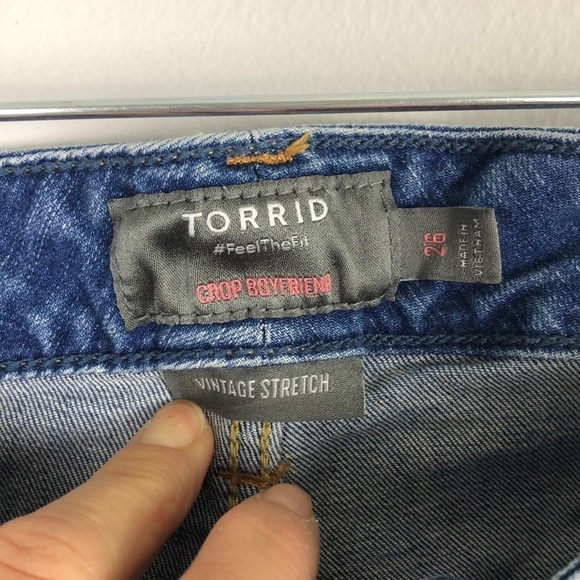 TORRID
#FeelTheFit
CROP BOYFRIEND
26
MADE IN
VIETNAM
VINTAGE STRETCH